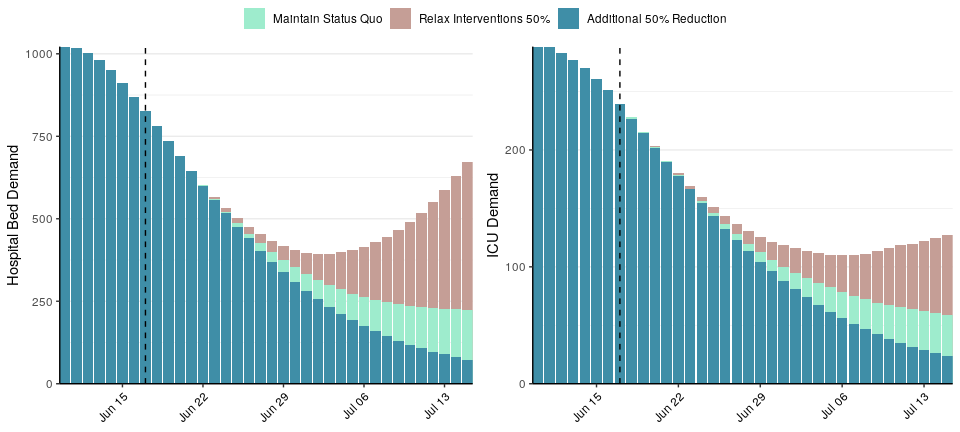 Maintain Status Quo Relax Interventions 50% Additional 50% Reduction
Hospital Bed Demand
1000
750
500
250
0
Jun 15 Jun 22 Jun 29 Jul 06 Jul 13
ICU Demand
200
100
0
Jun 15 Jun 22 Jun 29 Jul 06 Jul 13